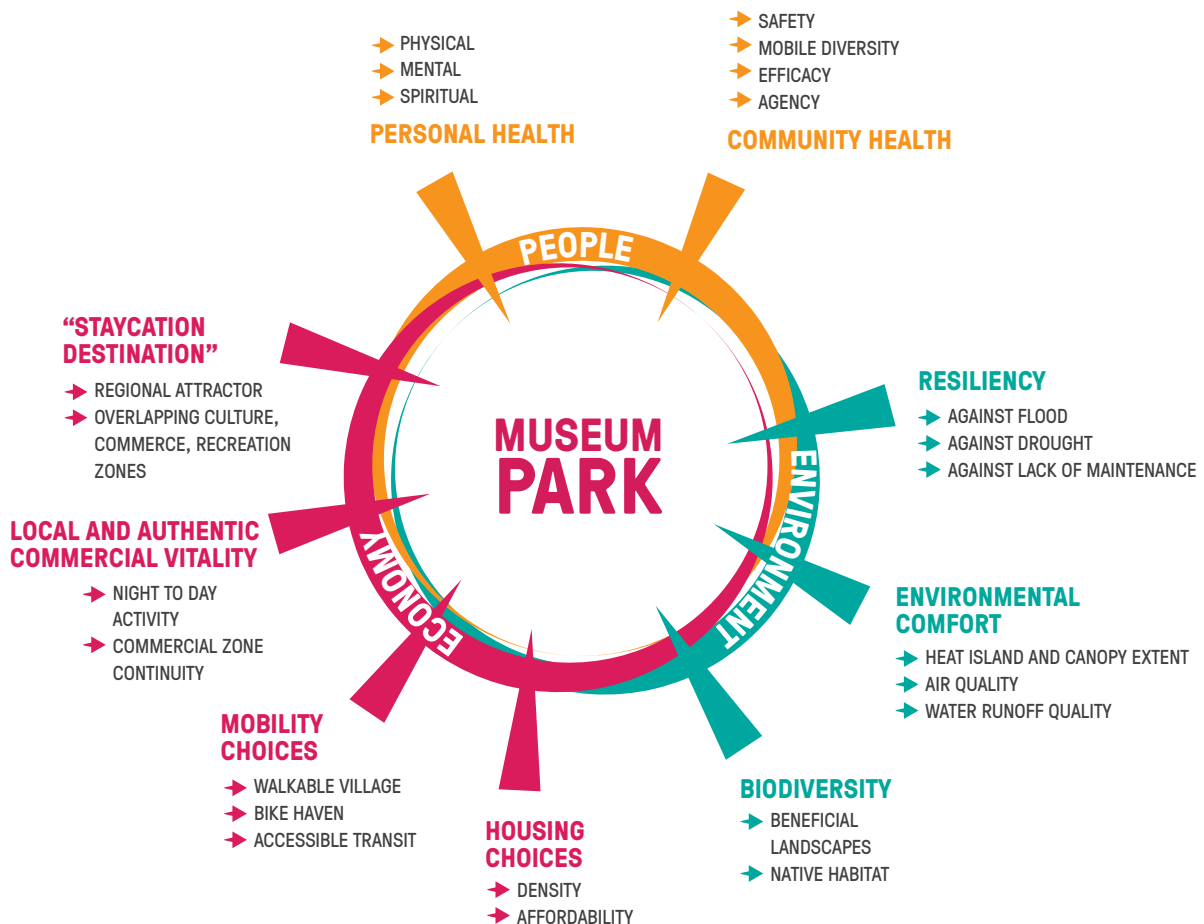 PHYSICAL
MENTAL
SPIRITUAL
PERSONAL HEALTH
SAFETY
MOBILE DIVERSITY
EFFICACY
AGENCY
COMMUNITY HEALTH
PEOPLE
“STAYCATION
DESTINATION”
REGIONAL ATTRACTOR
OVERLAPPING CULTURE,
COMMERCE, RECREATION
ZONES
MUSEUM
PARK
RESILIENCY
AGAINST FLOOD
AGAINST DROUGHT
AGAINST LACK OF MAINTENANCE
ENVIRONMENT
LOCAL AND AUTHENTIC
COMMERCIAL VITALITY
NIGHT TO DAY
ACTIVITY
COMMERCIAL ZONE
CONTINUITY
ECONOMY
ENVIRONMENTAL
COMFORT
HEAT ISLAND AND CANOPY EXTENT
AIR QUALITY
WATER RUNOFF QUALITY
MOBILITY
CHOICES
WALKABLE VILLAGE
BIKE HAVEN
ACCESSIBLE TRANSIT
HOUSING
CHOICES
DENSITY
AFFORDABILITY
BIODIVERSITY
BENEFICIAL
LANDSCAPES
NATIVE HABITAT